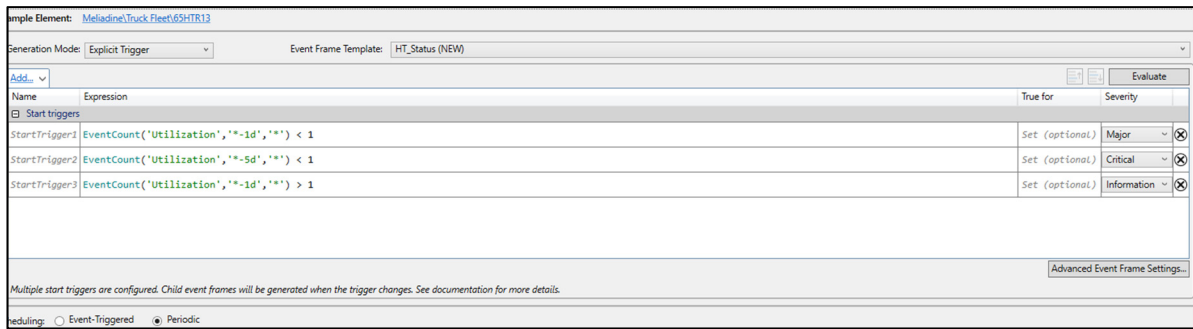 ample Element: Meliadine\Truck Fleet\65HTR13
Generation Mode: Explicit Trigger Event Frame Template: HT_Status (NEW)
Add... Evaluate
Name Expression True for Severity
Start triggers
StartTrigger1 EventCount('Utilization','*-1d','*') < 1 Set (optional) Major
StartTrigger2 EventCount('Utilization','*-5d','*') < 1 Set (optional) Critical
StartTrigger3 EventCount('Utilization','*-1d','*') > 1 Set (optional) Information
Advanced Event Frame Settings...
Multiple start triggers are configured. Child event frames will be generated when the trigger changes. See documentation for more details.
heduling: Event-Triggered Periodic